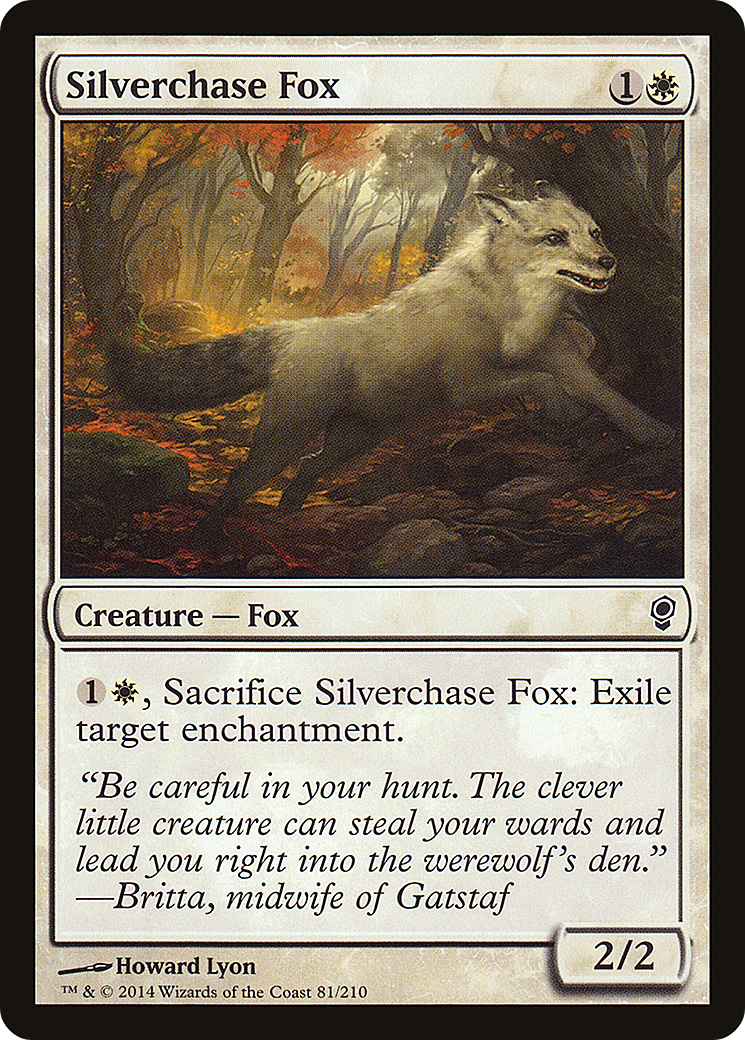 Silverchase Fox 1
Creature — Fox
1, Sacrifice Silverchase Fox: Exile
target enchantment.
“Be careful in your hunt. The clever
little creature can steal your wards and
lead you right into the werewolf’s den.”
—Britta, midwife of Gatstaf
2/2
Howard Lyon
™ & © 2014 Wizards of the Coast 81/210